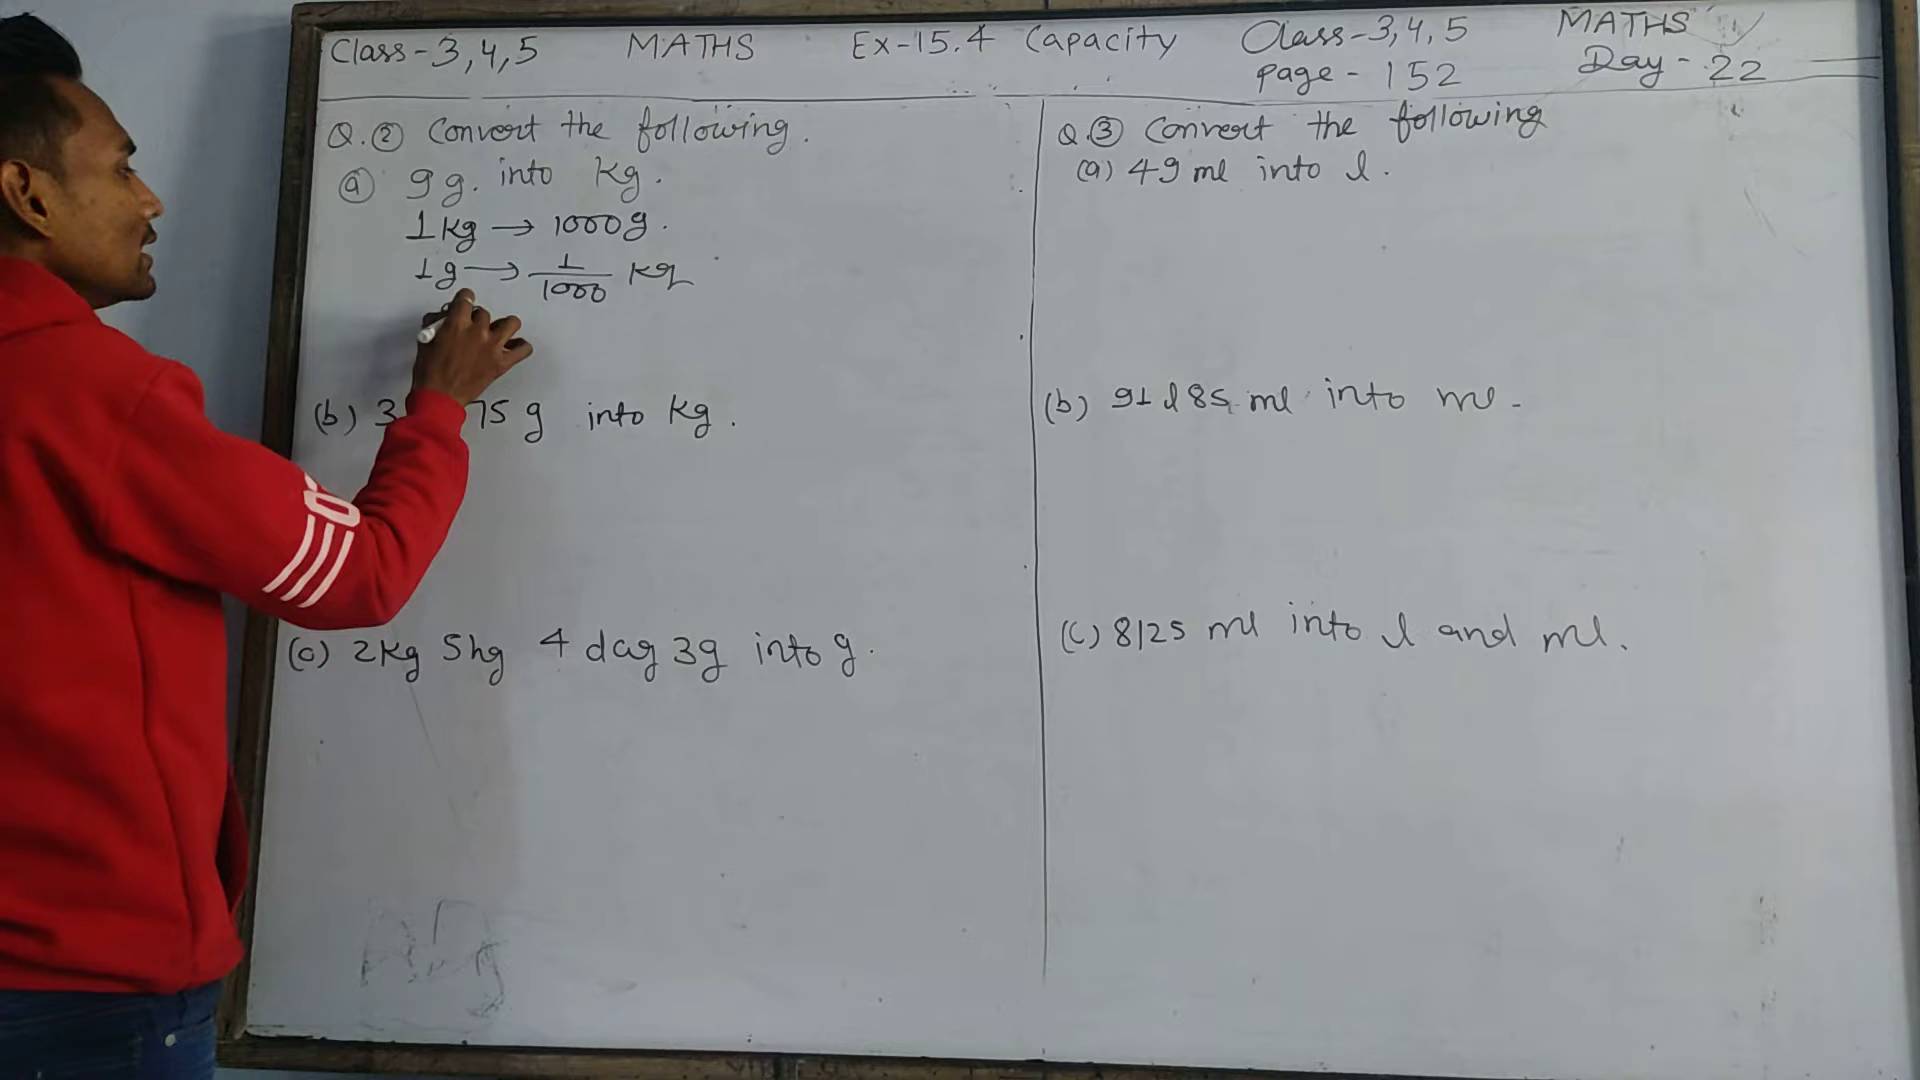 Class-3,4,5 MATHS Ex-15.4 Capacity Class-3,4,5 MATHS
Page-152 Day-22
Q.② Convert the following.
ⓐ 9g. into kg.
1kg → 1000g.
1g → 1/1000 kg
(b) 3 75 g into kg.
(c) 2kg 5hg 4 dag 3g into g.
Q.③ Convert the following
(a) 49 ml into l.
(b) 91 l 85 ml into ml.
(c) 8125 ml into l and ml.